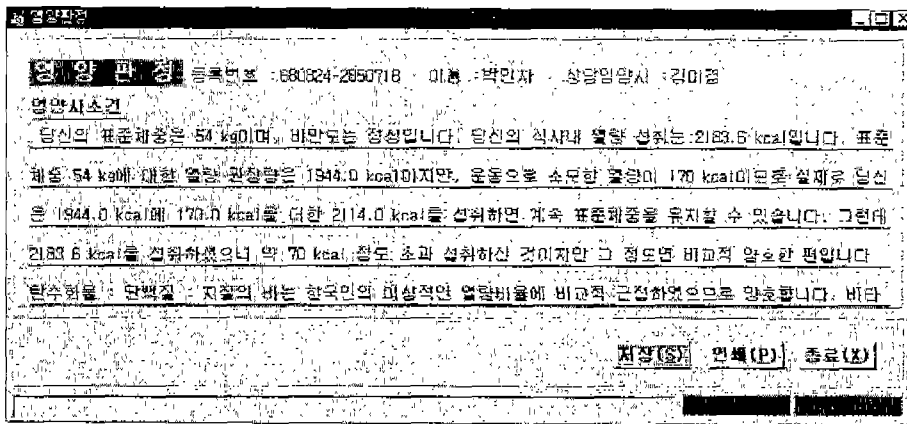 영양판정
영 양 판 정 등록번호 :680824-2850718 이름 :박민자 상담영양사 :김미경
영양사소견
당신의 표준체중은 54 kg이며, 비만도는 정상입니다. 당신의 식사내 열량 섭취는 :2183.6 kcal입니다. 표준
체중 54 kg에 대한 열량 권장량은 1944.0 kcal이지만, 운동으로 소모한 열량이 170 kcal이므로 실제로 당신
은 1944.0 kcal에 170.0 kcal를 더한 2114.0 kcal를 섭취하면 계속 표준체중을 유지할 수 있습니다. 그런데
2183.6 kcal를 섭취하셨으니 약 70 kcal 정도 초과 섭취하신 것이지만 그 정도면 비교적 양호한 편입니다
탄수화물 : 단백질 : 지질의 비는 한국인의 이상적인 열량비율에 비교적 근접하였으므로 양호합니다. 비타
저장(S) 인쇄(P) 종료(X)